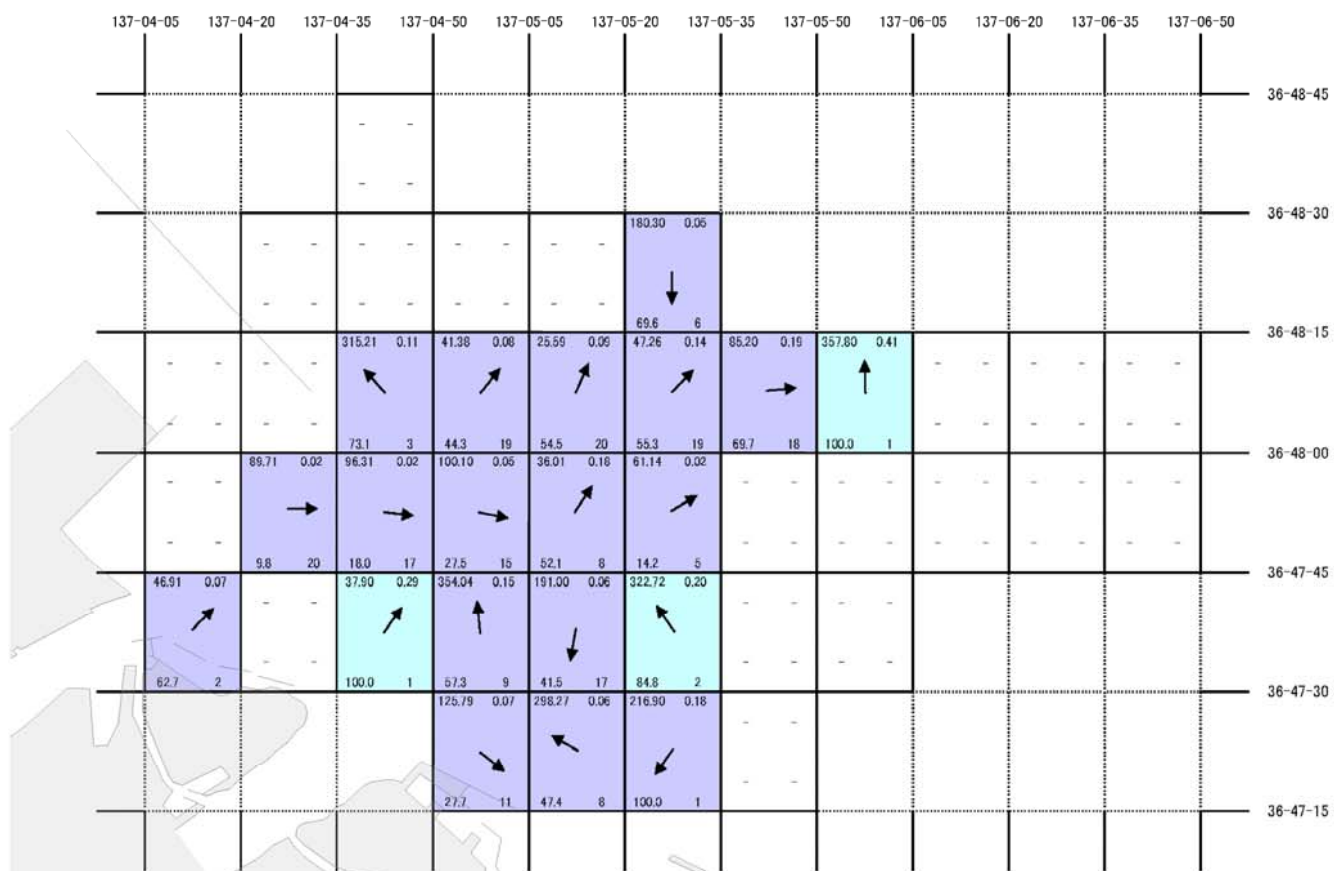 137-04-05 137-04-20 137-04-35 137-04-50 137-05-05 137-05-20 137-05-35 137-05-50 137-06-05 137-06-20 137-06-35 137-06-50
36-48-45
- -
- -
36-48-30
180.30 0.05
- - - - - - - -
- - - - - - - -
69.6 6
36-48-15
315.21 0.11 41.38 0.08 25.59 0.09 47.26 0.14 85.20 0.19 357.80 0.41
- - - - - - - - - -
- - - - - - - - - -
73.1 3 44.3 19 54.5 20 55.3 19 69.7 18 100.0 1
36-48-00
89.71 0.02 96.31 0.02 100.10 0.05 36.01 0.18 61.14 0.02
- - - - - - - - - - - -
- - - - - - - - - - - -
9.8 20 18.0 17 27.5 15 52.1 8 14.2 5
36-47-45
46.91 0.07 37.90 0.29 354.04 0.15 191.00 0.06 322.72 0.20
- - - - - -
- - - - - -
62.7 2 100.0 1 57.3 9 41.5 17 84.8 2
36-47-30
125.79 0.07 298.27 0.06 216.90 0.18
- -
- -
27.7 11 47.4 8 100.0 1
36-47-15